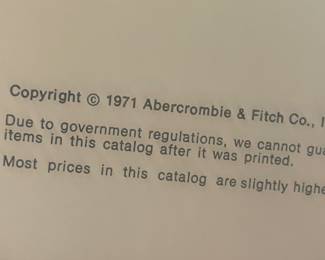 Copyright © 1971 Abercrombie & Fitch Co.,
Due to government regulations, we cannot
items in this catalog after it was printed.
Most prices in this catalog are slightly